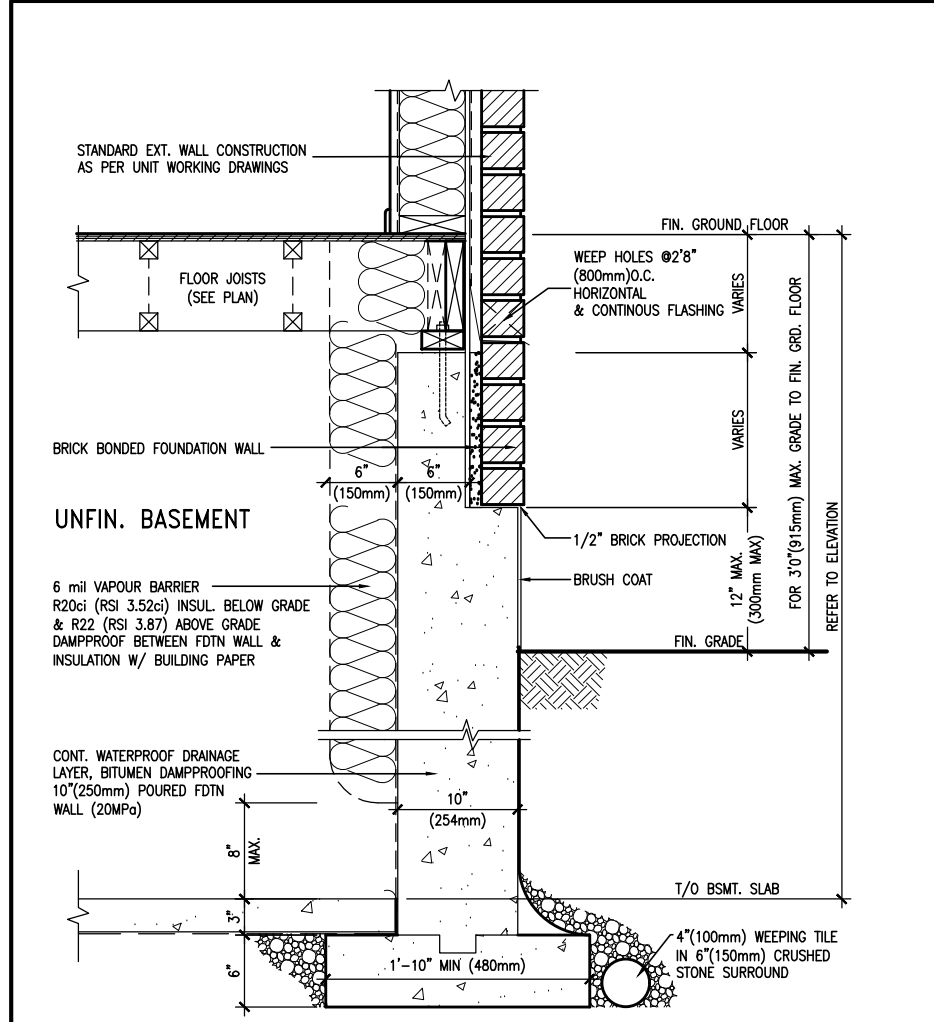 STANDARD EXT. WALL CONSTRUCTION
AS PER UNIT WORKING DRAWINGS
FIN. GROUND FLOOR
FLOOR JOISTS
(SEE PLAN)
WEEP HOLES @2'8"
(800mm)O.C.
HORIZONTAL
& CONTINOUS FLASHING
VARIES
VARIES
FOR 3'0"(915mm) MAX. GRADE TO FIN. GRD. FLOOR
REFER TO ELEVATION
BRICK BONDED FOUNDATION WALL
6"
(150mm)
6"
(150mm)
UNFIN. BASEMENT
1/2" BRICK PROJECTION
BRUSH COAT
12" MAX.
(300mm MAX)
6 mil VAPOUR BARRIER
R20ci (RSI 3.52ci) INSUL. BELOW GRADE
& R22 (RSI 3.87) ABOVE GRADE
DAMPPROOF BETWEEN FDTN WALL &
INSULATION W/ BUILDING PAPER
FIN. GRADE
CONT. WATERPROOF DRAINAGE
LAYER, BITUMEN DAMPPROOFING
10"(250mm) POURED FDTN
WALL (20MPa)
10"
(254mm)
8"
MAX.
T/O BSMT. SLAB
3"
6"
1'-10" MIN (480mm)
4"(100mm) WEEPING TILE
IN 6"(150mm) CRUSHED
STONE SURROUND